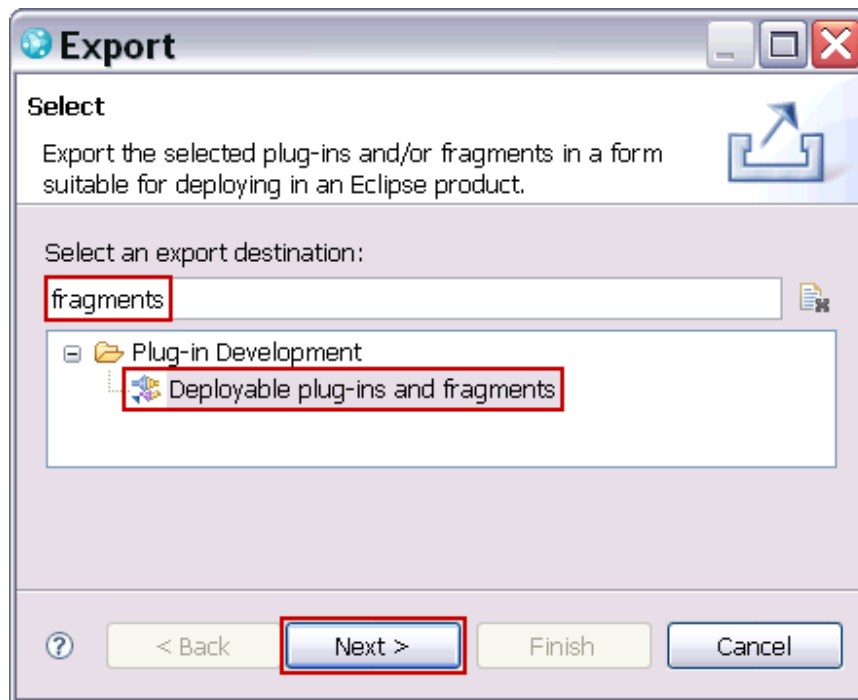 Export
Select
Export the selected plug-ins and/or fragments in a form
suitable for deploying in an Eclipse product.
Select an export destination:
fragments
Plug-in Development
Deployable plug-ins and fragments
< Back
Next >
Finish
Cancel